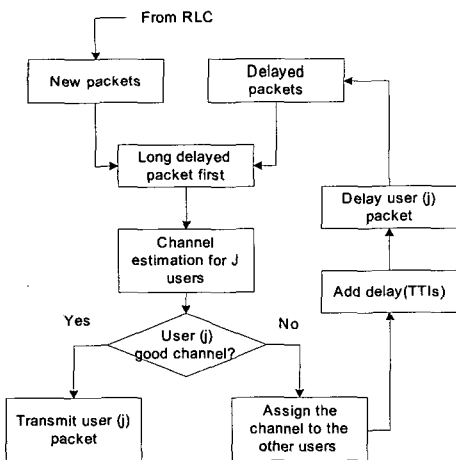 From RLC
New packets
Delayed
packets
Long delayed
packet first
Delay user (j)
packet
Channel
estimation for J
users
Add delay(TTIs)
Yes
No
User (j)
good channel?
Transmit user (j)
packet
Assign the
channel to the
other users